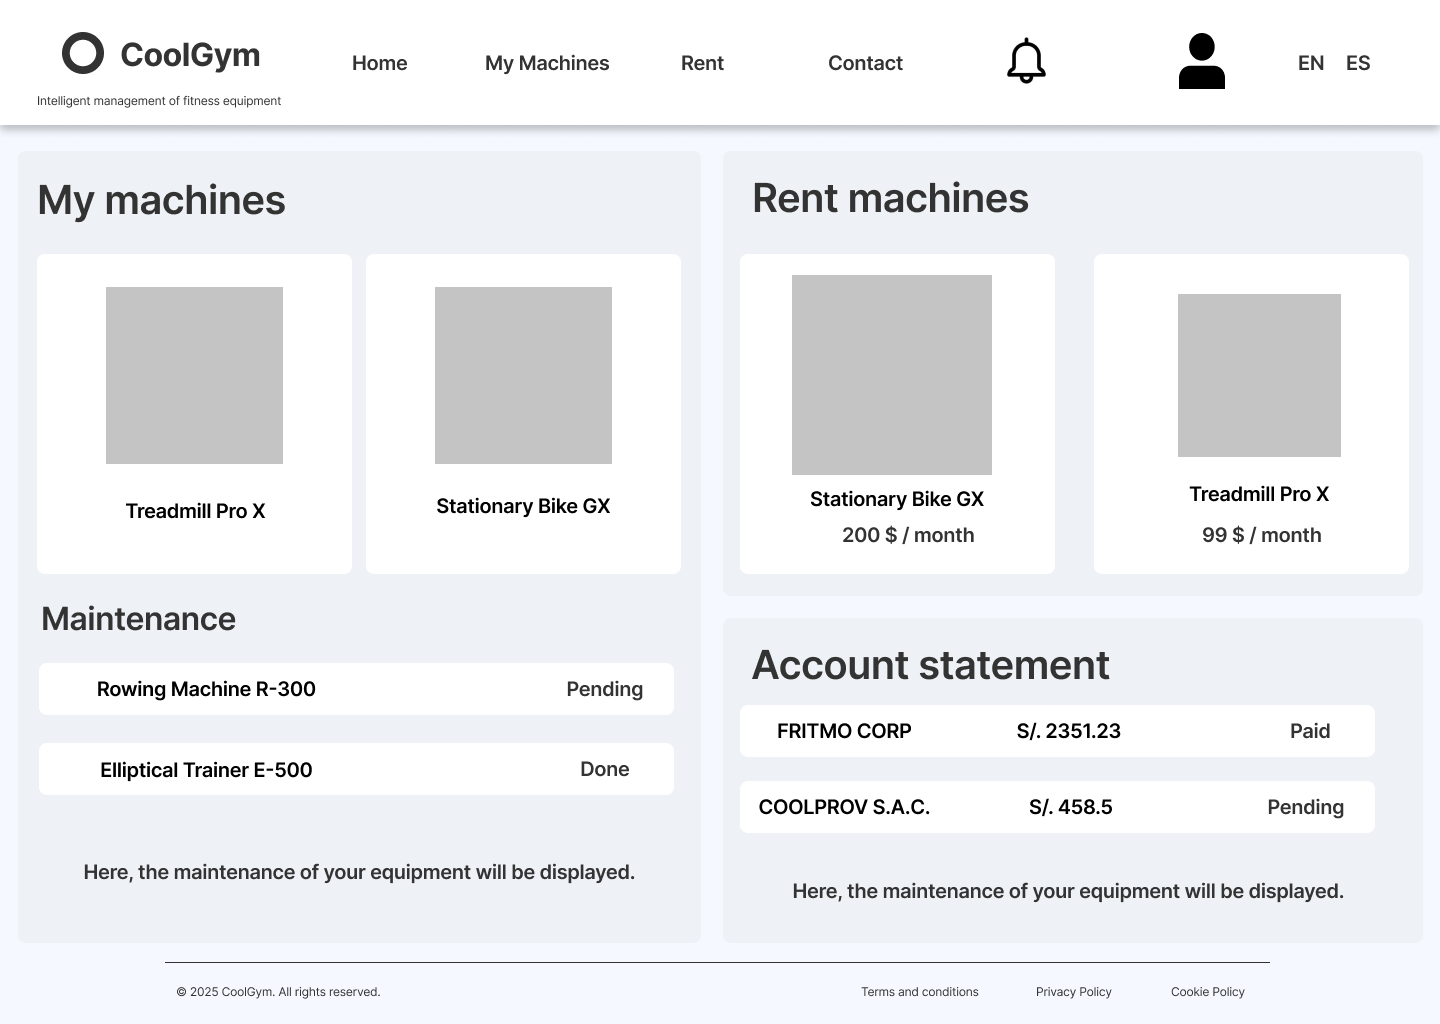 CoolGym
Intelligent management of fitness equipment
Home
My Machines
Rent
Contact
EN
ES
My machines
Treadmill Pro X
Stationary Bike GX
Maintenance
Rowing Machine R-300
Pending
Elliptical Trainer E-500
Done
Here, the maintenance of your equipment will be displayed.
Rent machines
Stationary Bike GX
200 $ / month
Treadmill Pro X
99 $ / month
Account statement
FRITMO CORP
S/. 2351.23
Paid
COOLPROV S.A.C.
S/. 458.5
Pending
Here, the maintenance of your equipment will be displayed.
© 2025 CoolGym. All rights reserved.
Terms and conditions
Privacy Policy
Cookie Policy